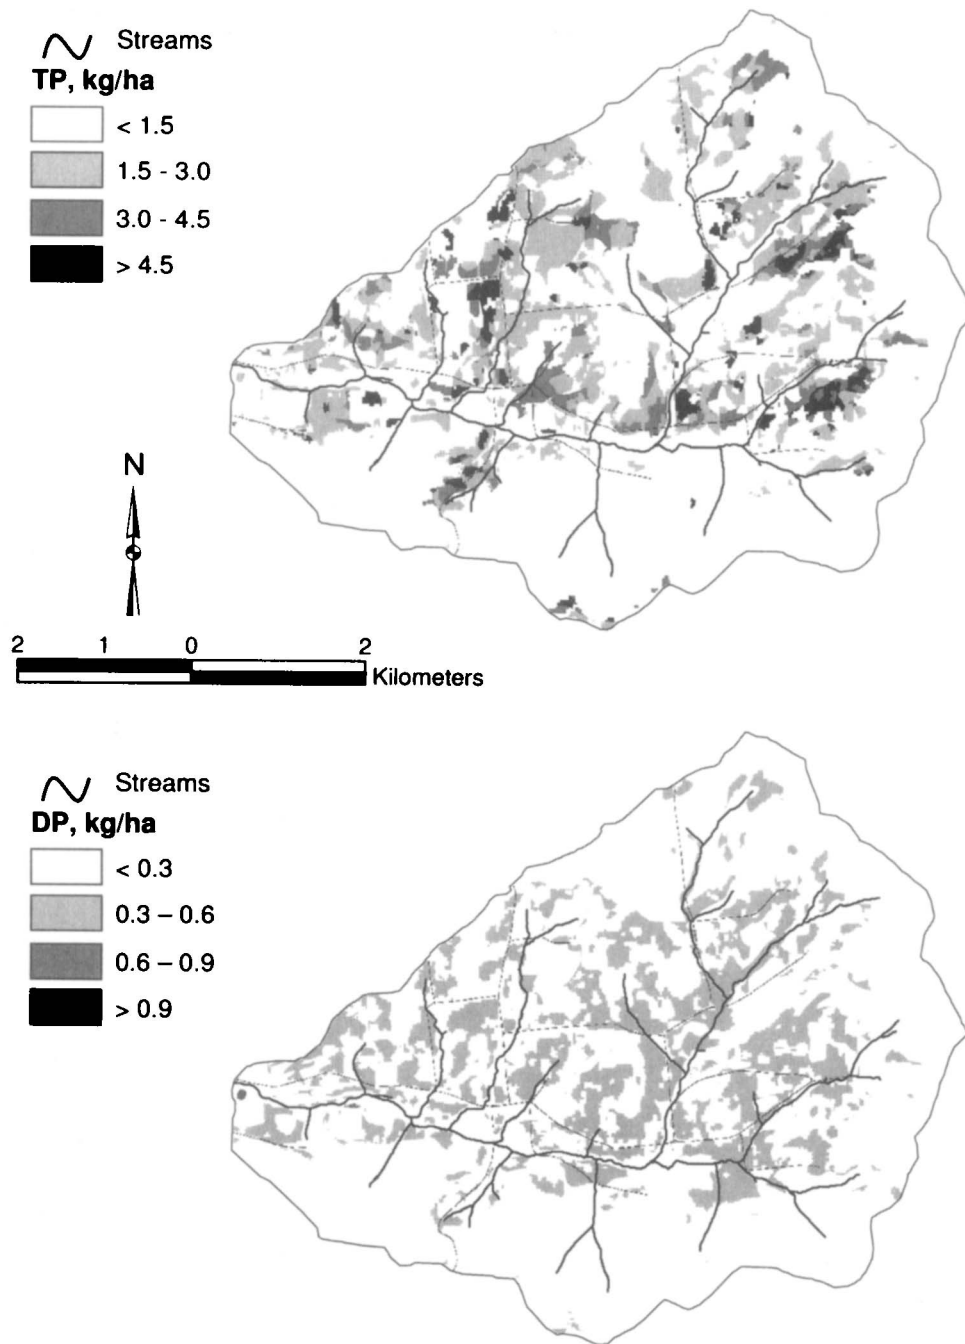 Streams
TP, kg/ha
< 1.5
1.5 - 3.0
3.0 - 4.5
> 4.5
N
2 1 0 2
Kilometers
Streams
DP, kg/ha
< 0.3
0.3 – 0.6
0.6 – 0.9
> 0.9